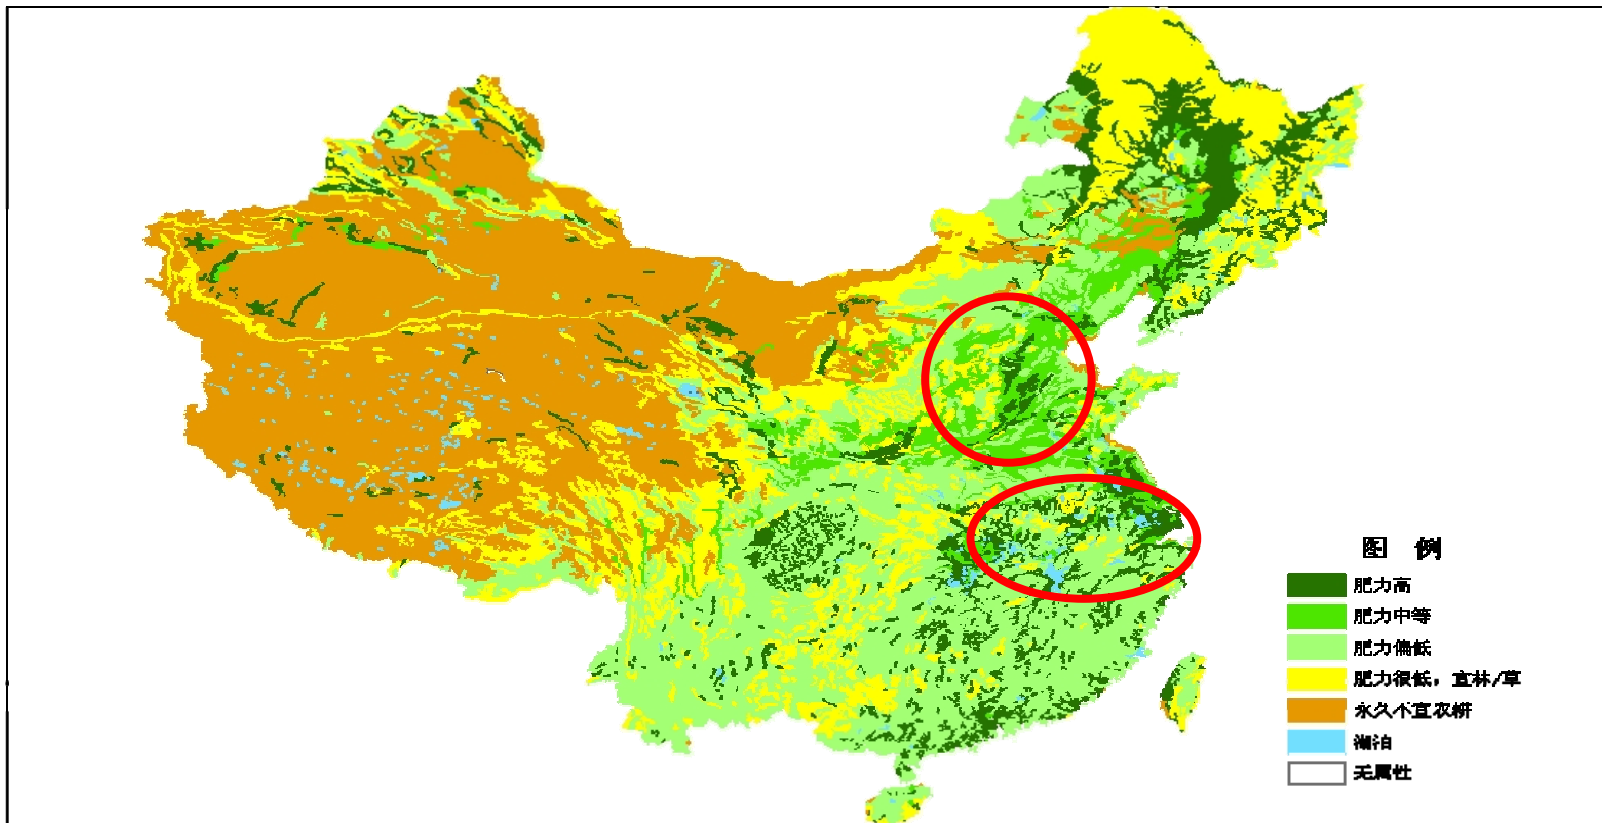 图 例
肥力高
肥力中等
肥力偏低
肥力很低，宜林/草
永久不宜农耕
湖泊
无属性